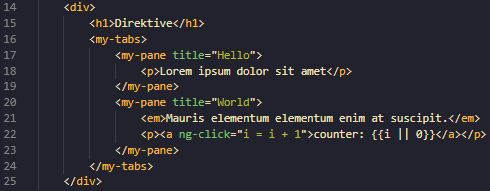 14 <div>
15 <h1>Direktive</h1>
16 <my-tabs>
17 <my-pane title="Hello">
18 <p>Lorem ipsum dolor sit amet</p>
19 </my-pane>
20 <my-pane title="World">
21 <em>Mauris elementum elementum enim at suscipit.</em>
22 <p><a ng-click="i = i + 1">counter: {{i || 0}}</a></p>
23 </my-pane>
24 </my-tabs>
25 </div>